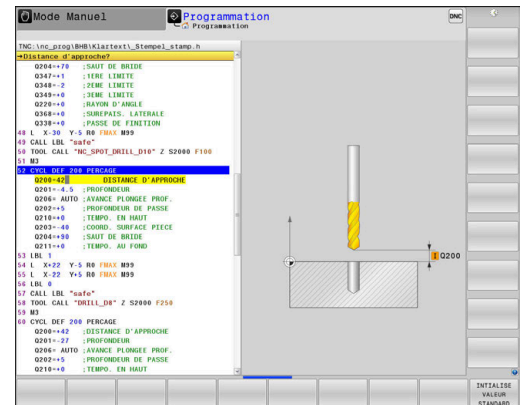 Mode Manuel
Programmation
Programmation
DNC
TNC:\nc_prog\BHB\Klartext\_Stempel_stamp.h
→Distance d'approche?
Q204=+70 ;SAUT DE BRIDE
Q347=+1 ;1ERE LIMITE
Q348=-2 ;2EME LIMITE
Q349=+0 ;3EME LIMITE
Q220=+0 ;RAYON D'ANGLE
Q368=+0 ;SUREPAIS. LATERALE
Q338=+0 ;PASSE DE FINITION
48 L X-30 Y-5 R0 FMAX M99
49 CALL LBL "safe"
50 TOOL CALL "NC_SPOT_DRILL_D10" Z S2000 F100
51 M3
52 CYCL DEF 200 PERCAGE
Q200=42 DISTANCE D'APPROCHE
Q201=-4.5 ;PROFONDEUR
Q206= AUTO ;AVANCE PLONGEE PROF.
Q202=+5 ;PROFONDEUR DE PASSE
Q210=+0 ;TEMPO. EN HAUT
Q203=-40 ;COORD. SURFACE PIECE
Q204=+90 ;SAUT DE BRIDE
Q211=+0 ;TEMPO. AU FOND
53 LBL 1
54 L X+22 Y-5 R0 FMAX M99
55 L X-22 Y+5 R0 FMAX M99
56 LBL 0
57 CALL LBL "safe"
58 TOOL CALL "DRILL_D8" Z S2000 F250
59 M3
60 CYCL DEF 200 PERCAGE
Q200=+42 ;DISTANCE D'APPROCHE
Q201=-27 ;PROFONDEUR
Q206= AUTO ;AVANCE PLONGEE PROF.
Q202=+5 ;PROFONDEUR DE PASSE
Q210=+0 ;TEMPO. EN HAUT
I Q200
INTIALISE
VALEUR
STANDARD